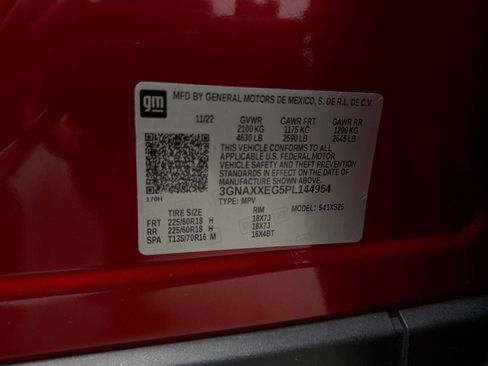 gm MFD BY GENERAL MOTORS DE MEXICO, S. DE R.L. DE C.V.
11/22 GVWR GAWR FRT GAWR RR
2100 KG 1175 KG 1200 KG
4630 LB 2590 LB 2645 LB
THIS VEHICLE CONFORMS TO ALL
APPLICABLE U.S. FEDERAL MOTOR
VEHICLE SAFETY AND THEFT PREVENTION
STANDARDS IN EFFECT ON THE DATE OF
MANUFACTURE SHOWN ABOVE.
3GNAXXEG5PL144954
170H TYPE: MPV MODEL: 541XS26
TIRE SIZE RIM
FRT 225/60R18 H 18X7J
RR 225/60R18 H 18X7J
SPA T135/70R16 M 16X4BT